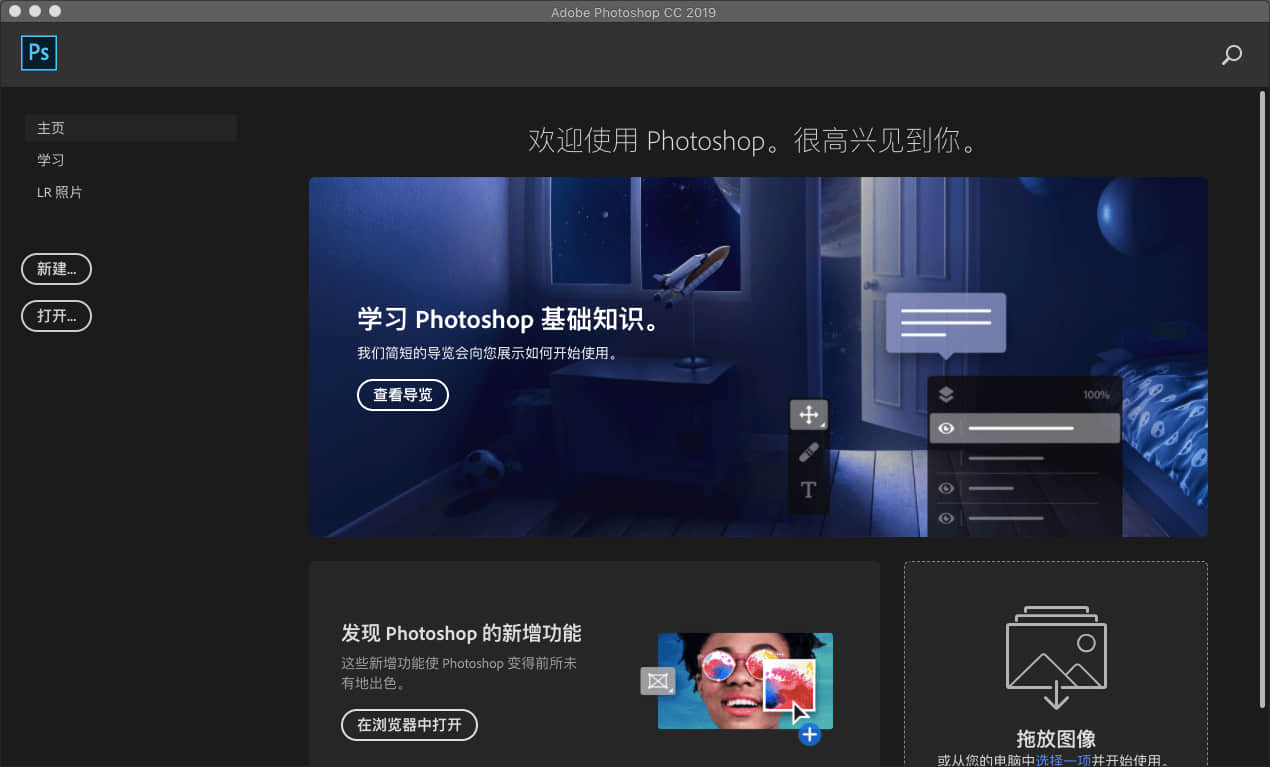 Adobe Photoshop CC 2019
Ps
主页
学习
LR 照片
新建...
打开...
欢迎使用 Photoshop。很高兴见到你。
学习 Photoshop 基础知识。
我们简短的导览会向您展示如何开始使用。
查看导览
100%
T
发现 Photoshop 的新增功能
这些新增功能使 Photoshop 变得前所未
有地出色。
在浏览器中打开
拖放图像
或从您的电脑中选择一项并开始使用。